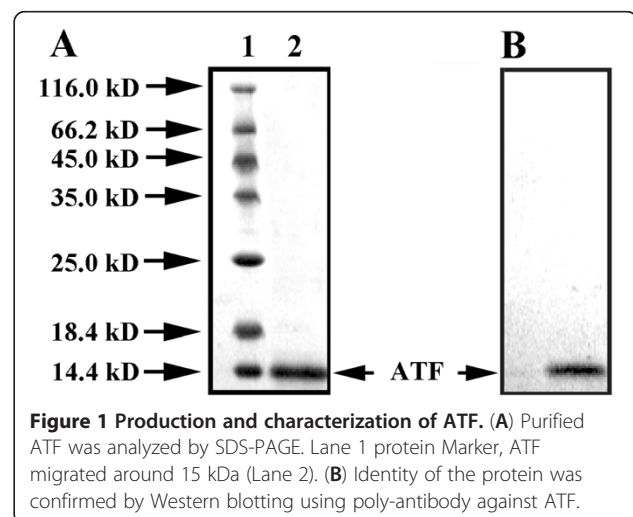 A 1 2 B
116.0 kD
66.2 kD
45.0 kD
35.0 kD
25.0 kD
18.4 kD
14.4 kD ATF
Figure 1 Production and characterization of ATF. (A) Purified
ATF was analyzed by SDS-PAGE. Lane 1 protein Marker, ATF
migrated around 15 kDa (Lane 2). (B) Identity of the protein was
confirmed by Western blotting using poly-antibody against ATF.